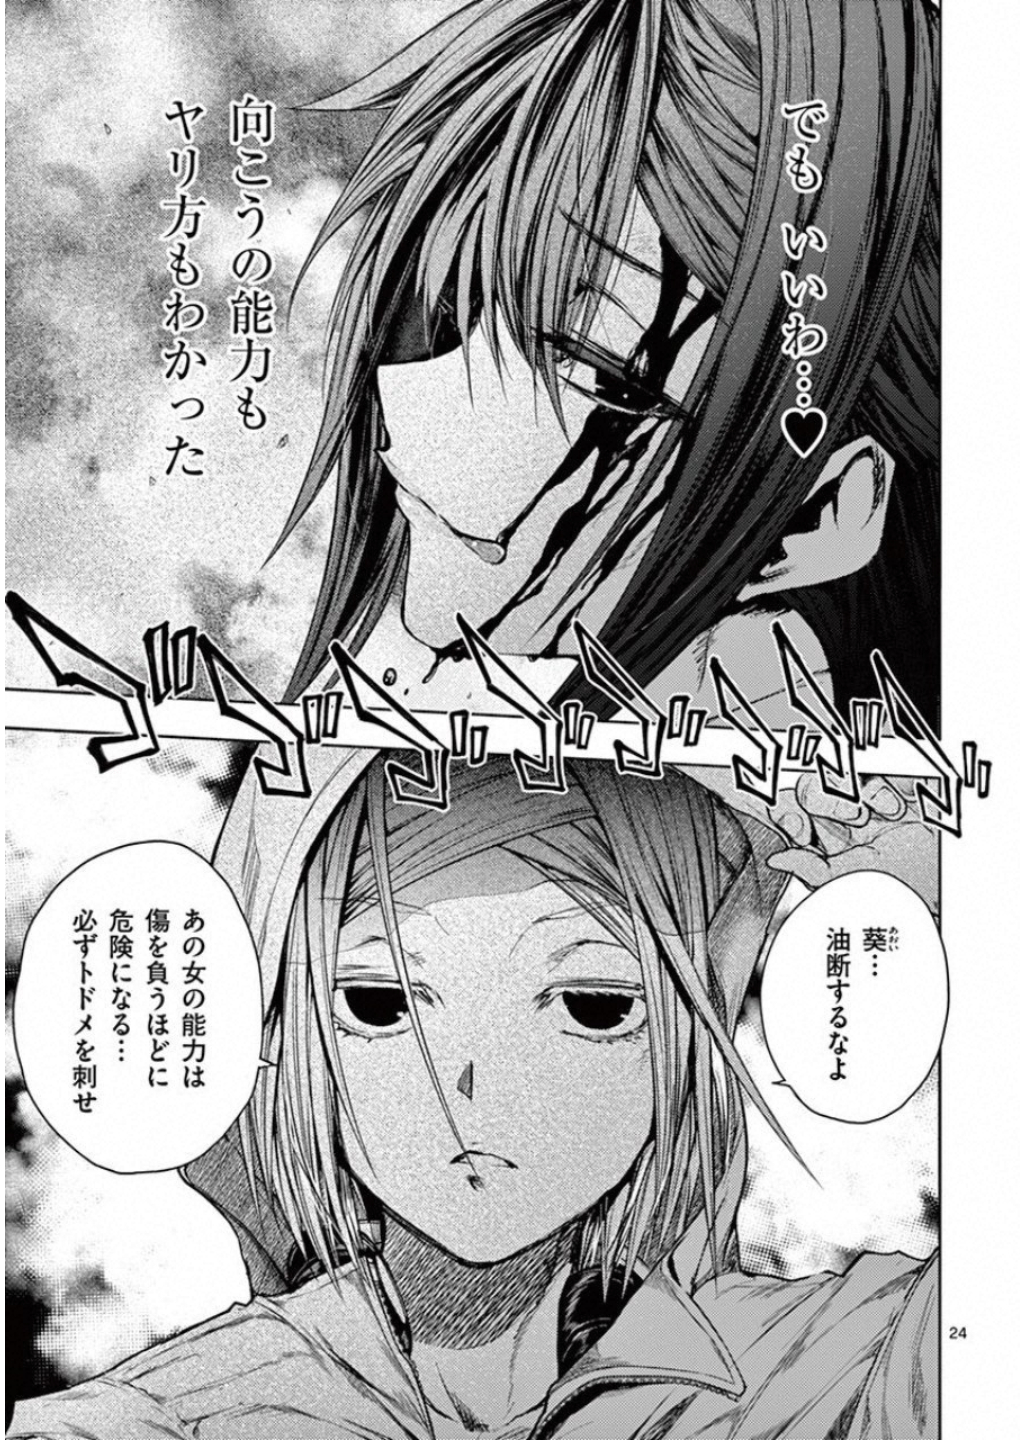 でも いいわ…♥
向こうの能力も
ヤリ方もわかった
ゴゴゴゴゴゴゴゴ
葵…
あおい
油断するなよ
あの女の能力は
傷を負うほどに
危険になる…
必ずトドメを刺せ
24